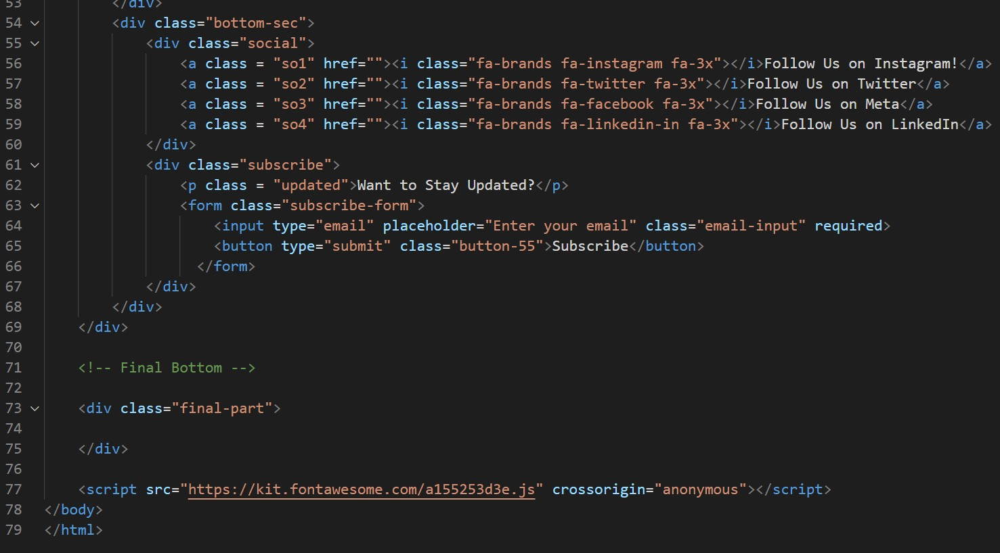 53 </div>
54 <div class="bottom-sec">
55 <div class="social">
56 <a class = "so1" href=""><i class="fa-brands fa-instagram fa-3x"></i>Follow Us on Instagram!</a>
57 <a class = "so2" href=""><i class="fa-brands fa-twitter fa-3x"></i>Follow Us on Twitter</a>
58 <a class = "so3" href=""><i class="fa-brands fa-facebook fa-3x"></i>Follow Us on Meta</a>
59 <a class = "so4" href=""><i class="fa-brands fa-linkedin-in fa-3x"></i>Follow Us on LinkedIn</a>
60 </div>
61 <div class="subscribe">
62 <p class = "updated">Want to Stay Updated?</p>
63 <form class="subscribe-form">
64 <input type="email" placeholder="Enter your email" class="email-input" required>
65 <button type="submit" class="button-55">Subscribe</button>
66 </form>
67 </div>
68 </div>
69 </div>
70
71 <!-- Final Bottom -->
72
73 <div class="final-part">
74
75 </div>
76
77 <script src="https://kit.fontawesome.com/a155253d3e.js" crossorigin="anonymous"></script>
78 </body>
79 </html>